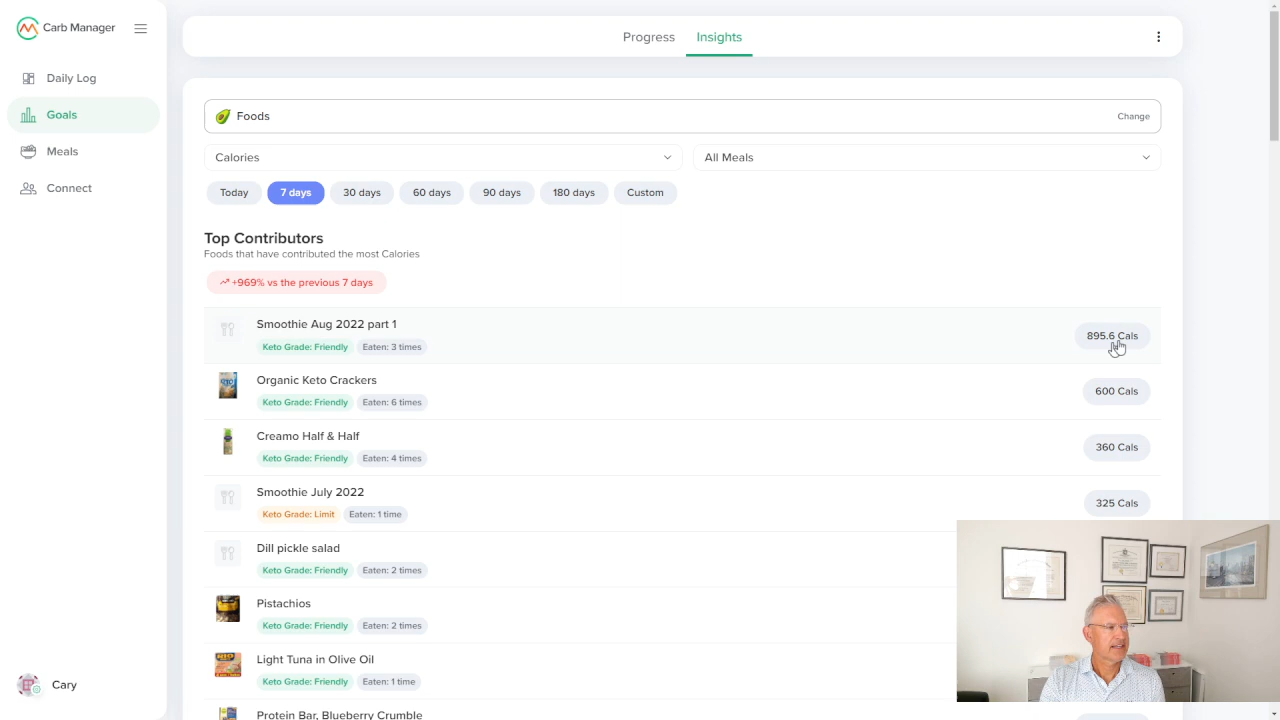 Carb Manager
Progress
Insights
Daily Log
Goals
Meals
Connect
Foods
Change
Calories
All Meals
Today
7 days
30 days
60 days
90 days
180 days
Custom
Top Contributors
Foods that have contributed the most Calories
+969% vs the previous 7 days
Smoothie Aug 2022 part 1
Keto Grade: Friendly
Eaten: 3 times
895.6 Cals
Organic Keto Crackers
Keto Grade: Friendly
Eaten: 6 times
600 Cals
Creamo Half & Half
Keto Grade: Friendly
Eaten: 4 times
360 Cals
Smoothie July 2022
Keto Grade: Limit
Eaten: 1 time
325 Cals
Dill pickle salad
Keto Grade: Friendly
Eaten: 2 times
Pistachios
Keto Grade: Friendly
Eaten: 2 times
Light Tuna in Olive Oil
Keto Grade: Friendly
Eaten: 1 time
Protein Bar, Blueberry Crumble
Cary